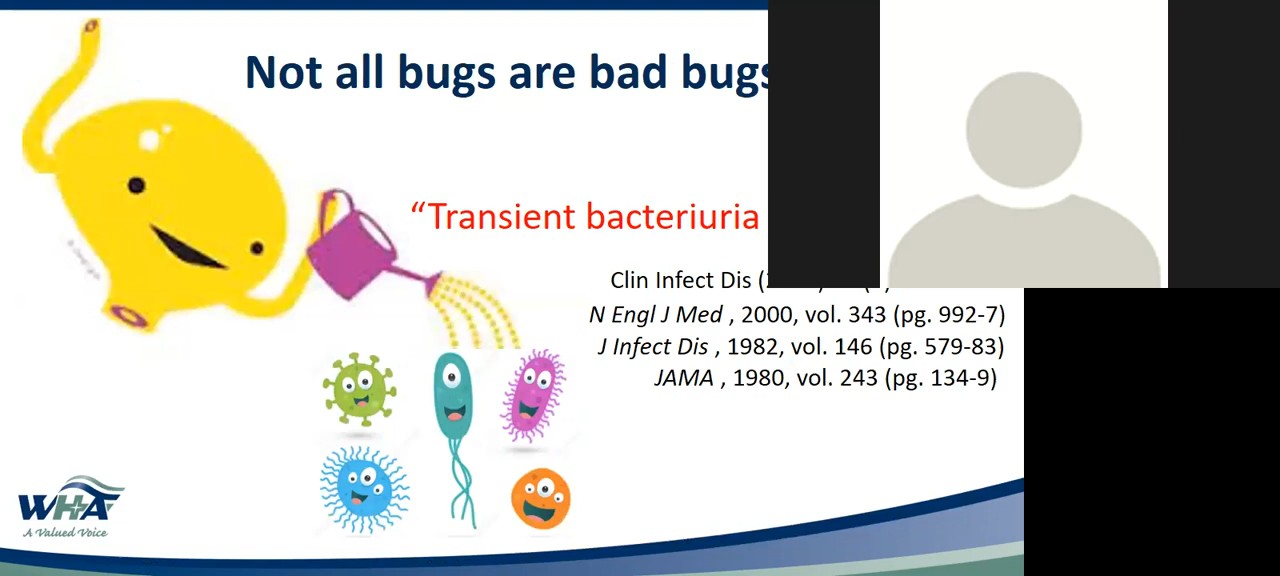 Not all bugs are bad bugs
“Transient bacteriuria
Clin Infect Dis (
N Engl J Med , 2000, vol. 343 (pg. 992-7)
J Infect Dis , 1982, vol. 146 (pg. 579-83)
JAMA , 1980, vol. 243 (pg. 134-9)
WHA
A Valued Voice